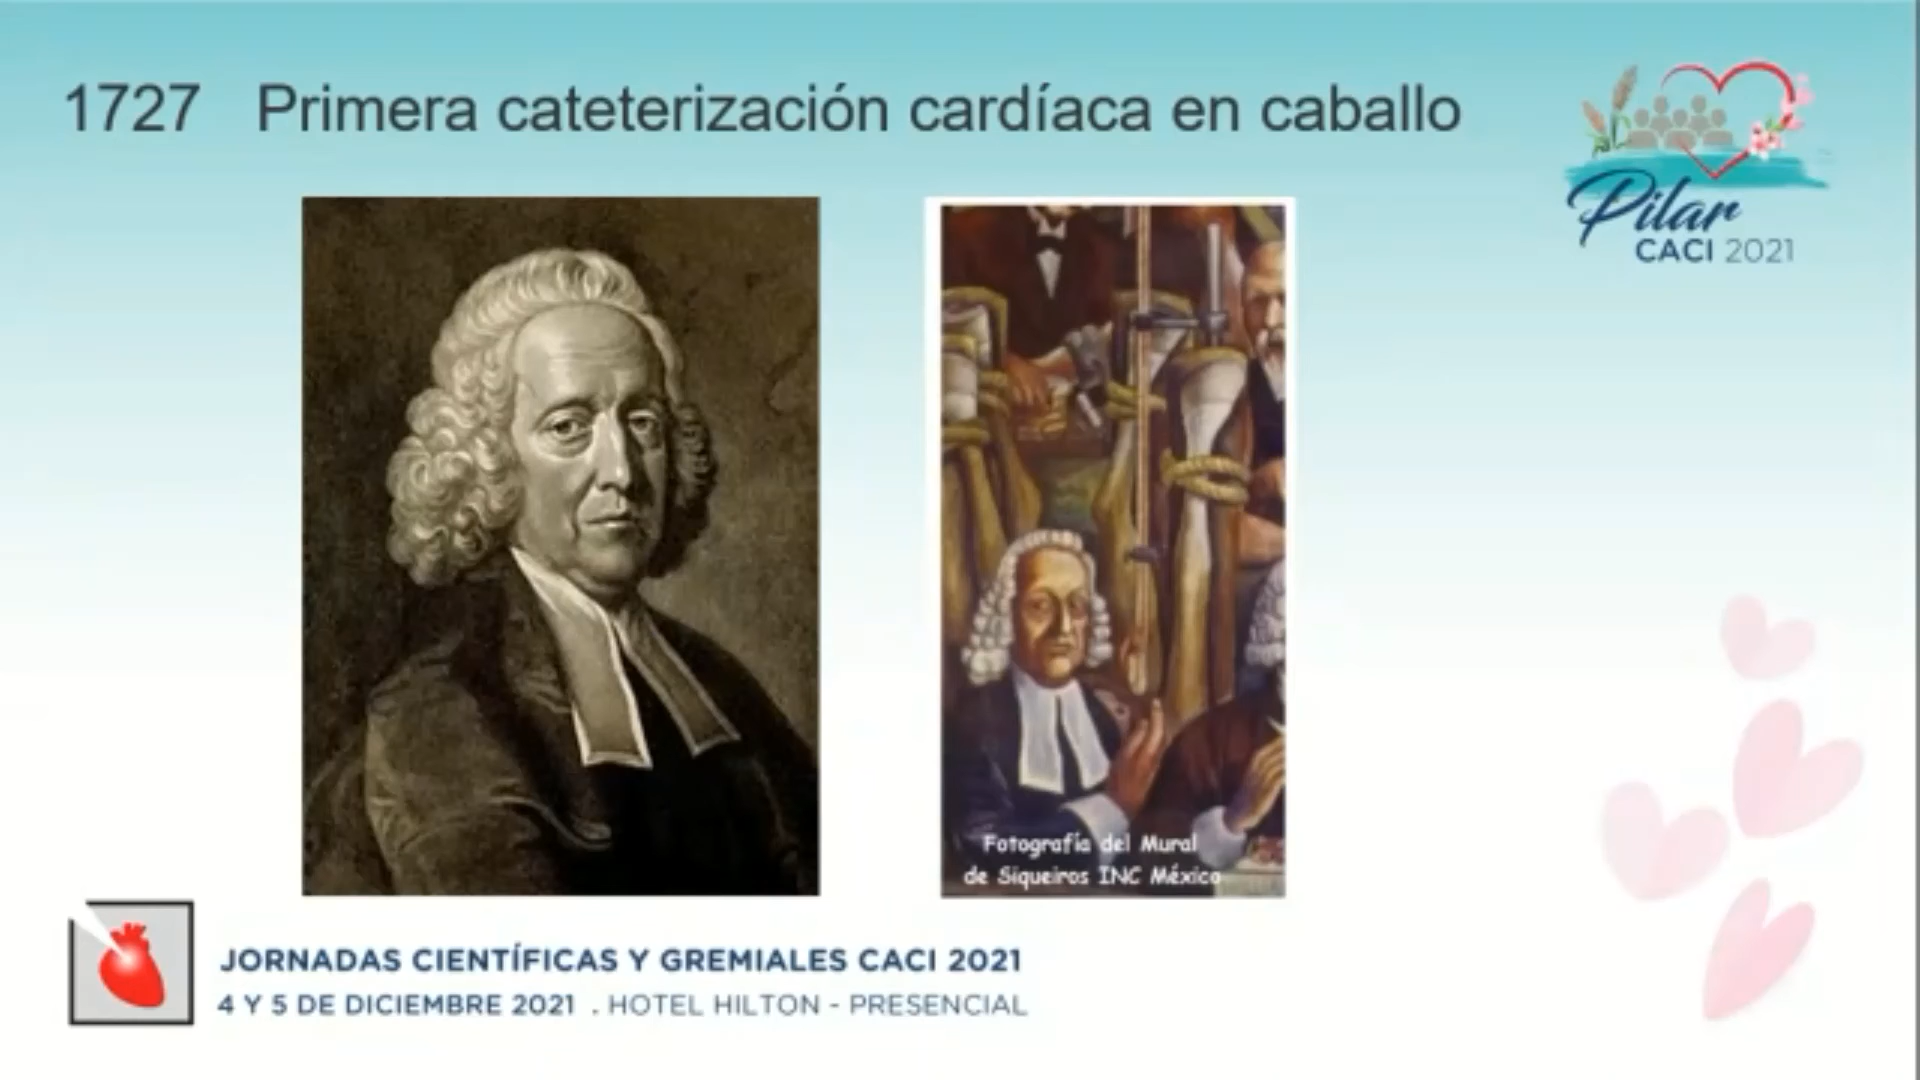 1727 Primera cateterización cardíaca en caballo
Pilar
CACI 2021
Fotografía del Mural
de Siqueiros INC México
JORNADAS CIENTÍFICAS Y GREMIALES CACI 2021
4 Y 5 DE DICIEMBRE 2021 . HOTEL HILTON - PRESENCIAL